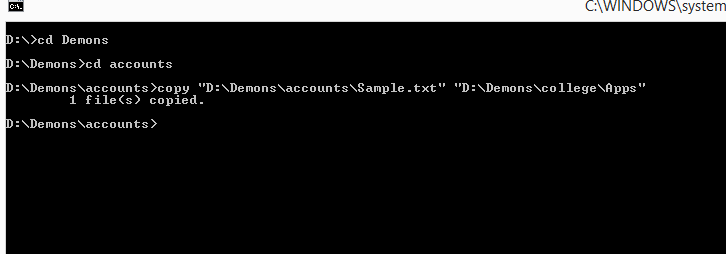 C:\WINDOWS\system
D:\>cd Demons
D:\Demons>cd accounts
D:\Demons\accounts>copy "D:\Demons\accounts\Sample.txt" "D:\Demons\college\Apps"
1 file(s) copied.
D:\Demons\accounts>